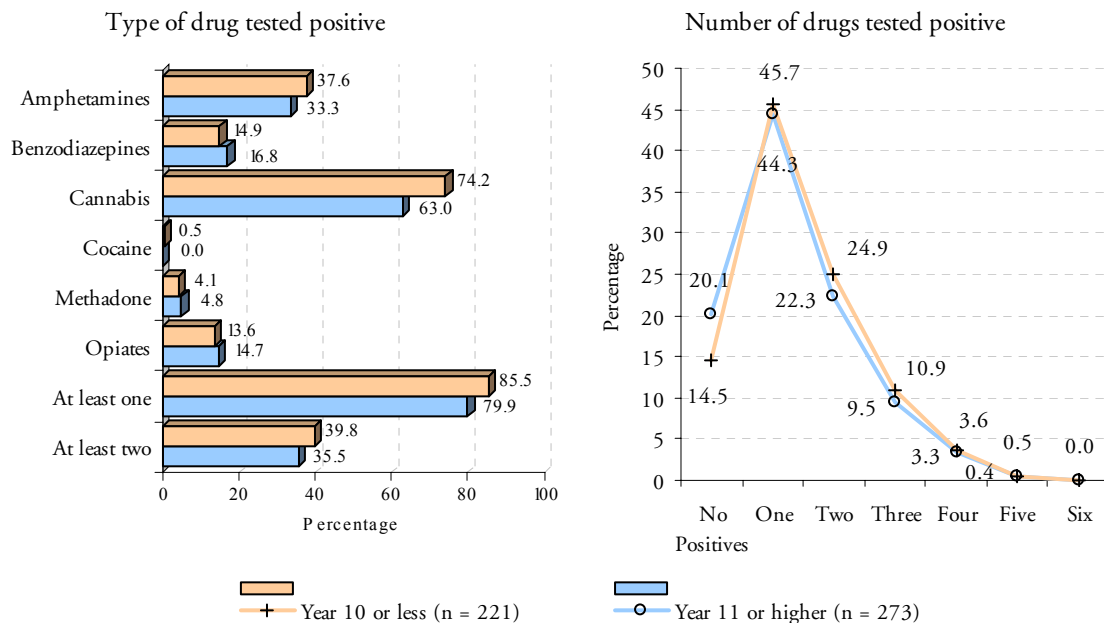 Type of drug tested positive
Amphetamines
37.6
33.3
Benzodiazepines
14.9
16.8
Cannabis
74.2
63.0
Cocaine
0.5
0.0
Methadone
4.1
4.8
Opiates
13.6
14.7
At least one
85.5
79.9
At least two
39.8
35.5
0 20 40 60 80 100
Percentage
Number of drugs tested positive
50
45
40
35
30
25
20
15
10
5
0
Percentage
45.7
44.3
20.1
14.5
24.9
22.3
10.9
9.5
3.6
3.3
0.5
0.4
0.0
No Positives One Two Three Four Five Six
Year 10 or less (n = 221)
Year 11 or higher (n = 273)